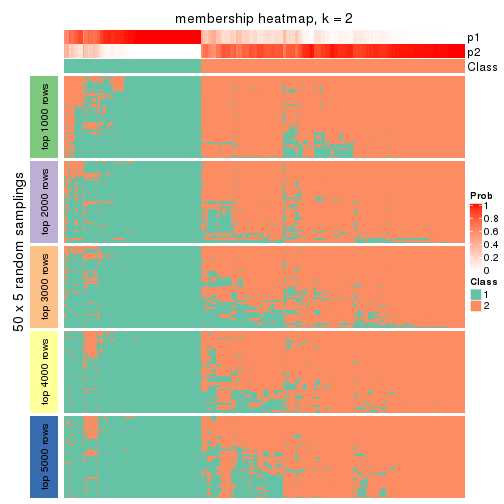 membership heatmap, k = 2
p1
p2
Class
50 x 5 random samplings
top 1000 rows
top 2000 rows
top 3000 rows
top 4000 rows
top 5000 rows
Prob
1
0.8
0.6
0.4
0.2
0
Class
1
2